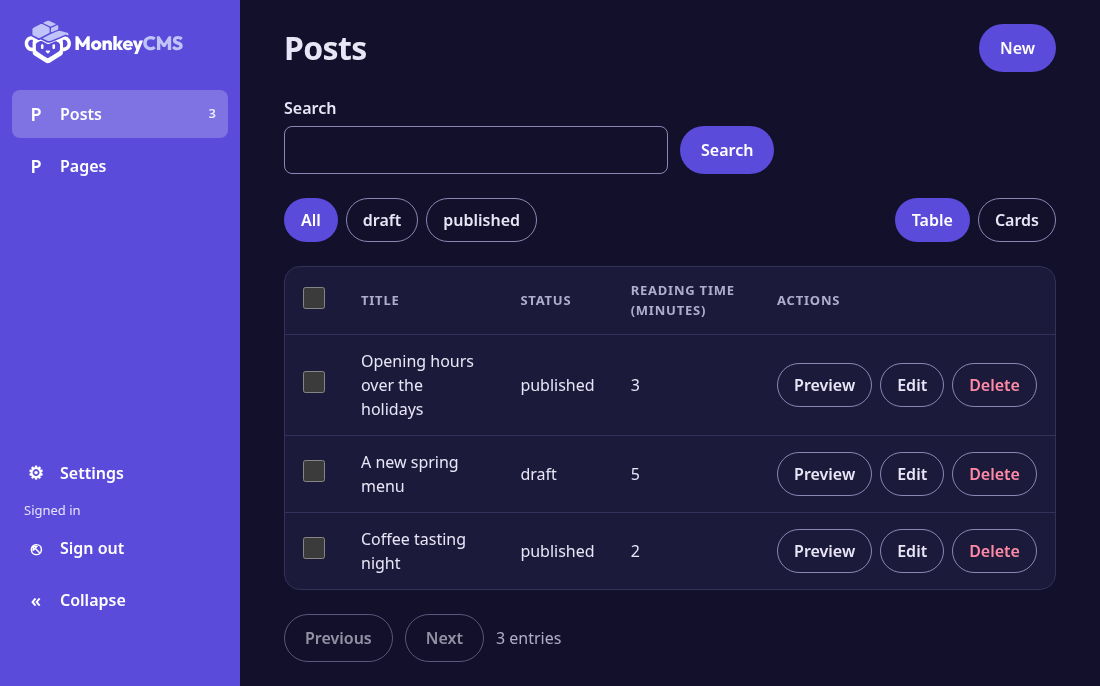 MonkeyCMS
P Posts 3
P Pages
Settings
Signed in
Sign out
« Collapse
Posts
New
Search
Search
All draft published
Table Cards
TITLE STATUS READING TIME (MINUTES) ACTIONS
Opening hours
over the
holidays
published 3 Preview Edit Delete
A new spring
menu
draft 5 Preview Edit Delete
Coffee tasting
night
published 2 Preview Edit Delete
Previous Next 3 entries